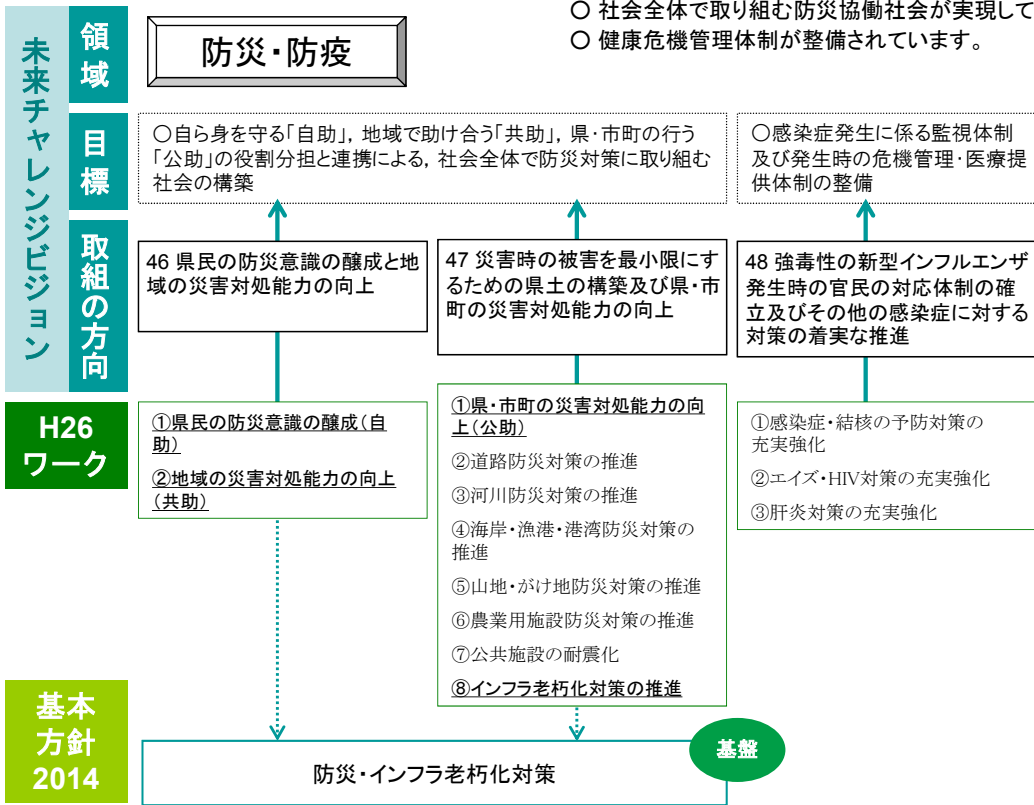 ○ 社会全体で取り組む防災協働社会が実現して
○ 健康危機管理体制が整備されています。
未来チャレンジビジョン
領域
防災・防疫
目標
○自ら身を守る「自助」，地域で助け合う「共助」，県・市町の行う
「公助」の役割分担と連携による，社会全体で防災対策に取り組む
社会の構築
○感染症発生に係る監視体制
及び発生時の危機管理・医療提
供体制の整備
取組の方向
46 県民の防災意識の醸成と地
域の災害対処能力の向上
47 災害時の被害を最小限にす
るための県土の構築及び県・市
町の災害対処能力の向上
48 強毒性の新型インフルエンザ
発生時の官民の対応体制の確
立及びその他の感染症に対する
対策の着実な推進
H26
ワーク
①県民の防災意識の醸成（自
助）
②地域の災害対処能力の向上
（共助）
①県・市町の災害対処能力の向
上（公助）
②道路防災対策の推進
③河川防災対策の推進
④海岸・漁港・港湾防災対策の
推進
⑤山地・がけ地防災対策の推進
⑥農業用施設防災対策の推進
⑦公共施設の耐震化
⑧インフラ老朽化対策の推進
①感染症・結核の予防対策の
充実強化
②エイズ・HIV対策の充実強化
③肝炎対策の充実強化
基本
方針
2014
防災・インフラ老朽化対策
基盤